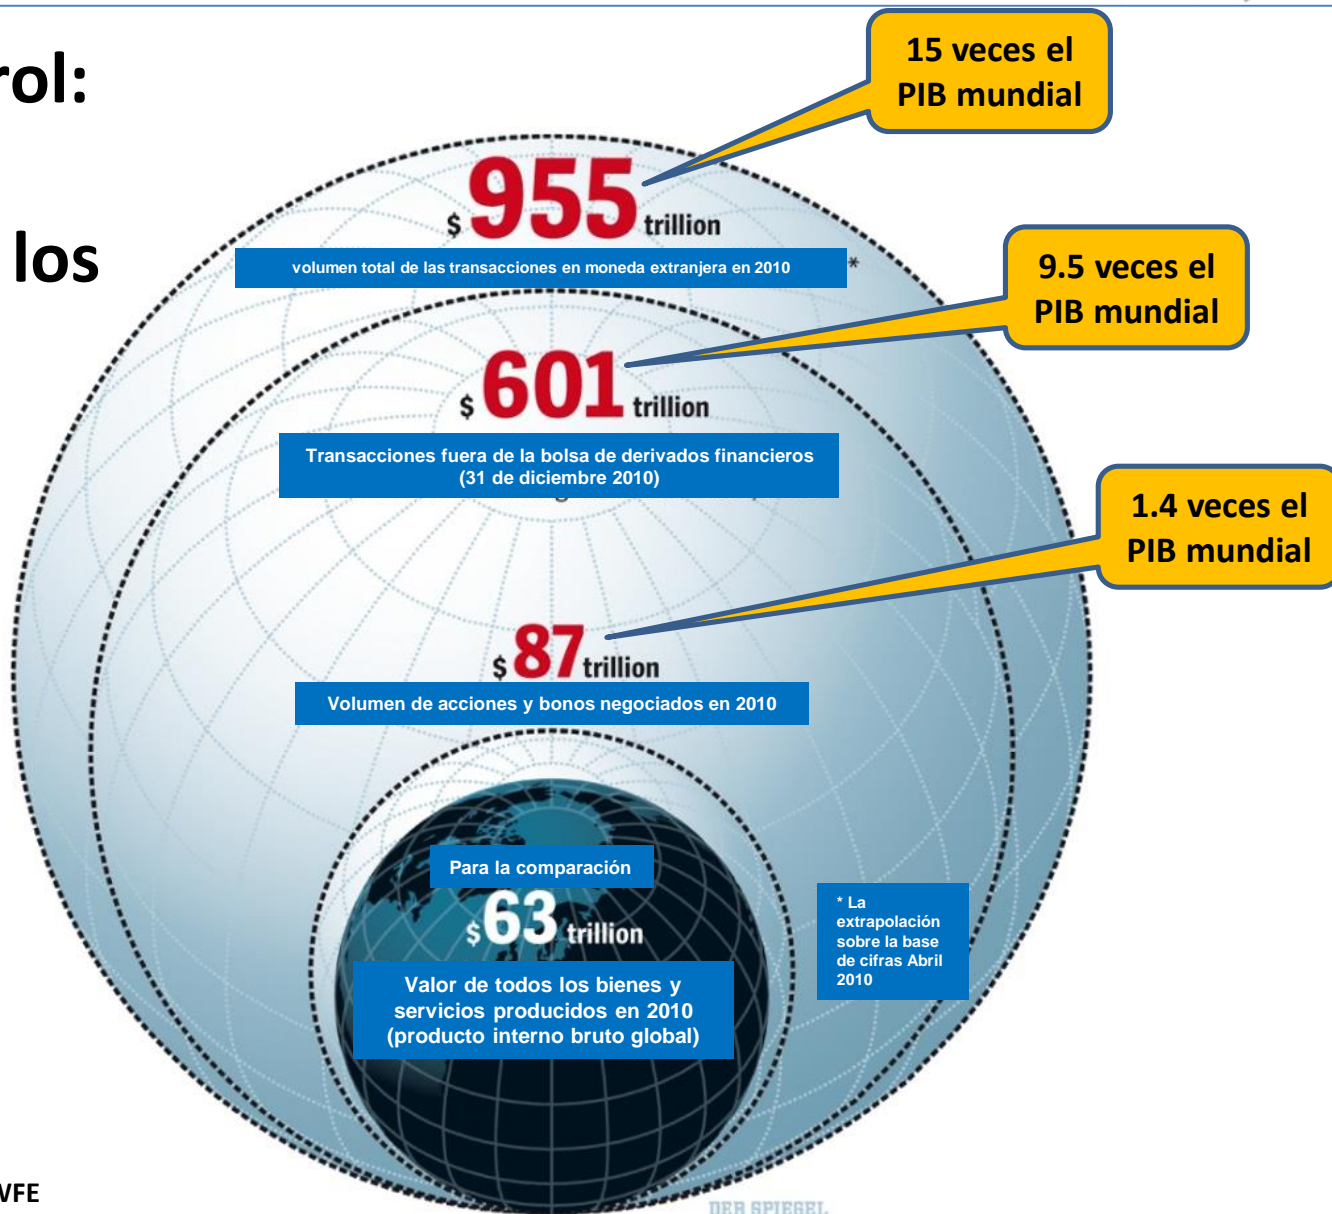 rol:
los
15 veces el
PIB mundial
$ 955 trillion
volumen total de las transacciones en moneda extranjera en 2010 *
9.5 veces el
PIB mundial
$ 601 trillion
Transacciones fuera de la bolsa de derivados financieros
(31 de diciembre 2010)
1.4 veces el
PIB mundial
$ 87 trillion
Volumen de acciones y bonos negociados en 2010
Para la comparación
$ 63 trillion
Valor de todos los bienes y
servicios producidos en 2010
(producto interno bruto global)
* La
extrapolación
sobre la base
de cifras Abril
2010
WFE
DER SPIEGEL